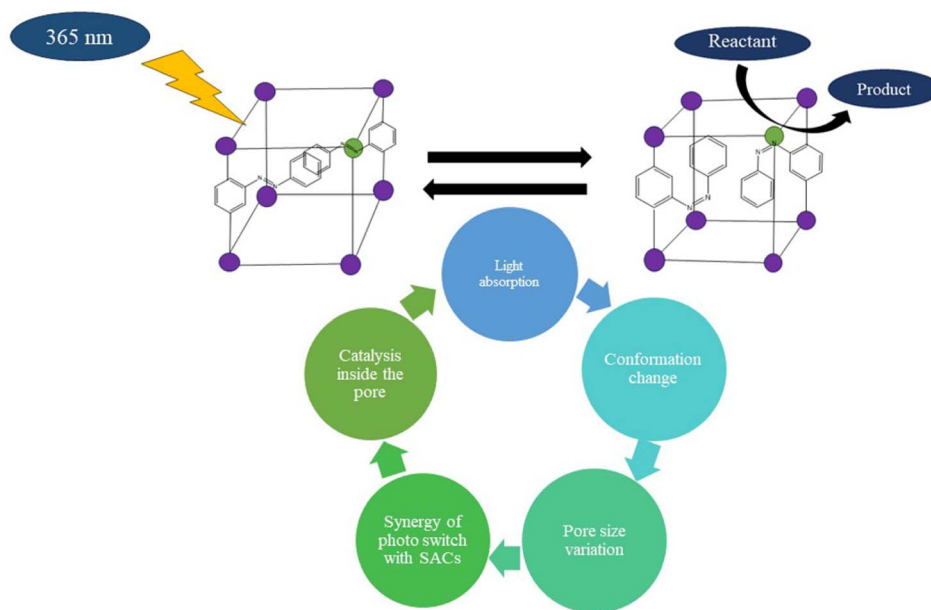 365 nm
Reactant
Product
N
N
N
N
N
N
N
N
Light
absorption
Conformation
change
Pore size
variation
Synergy of
photo switch
with SACs
Catalysis
inside the
pore